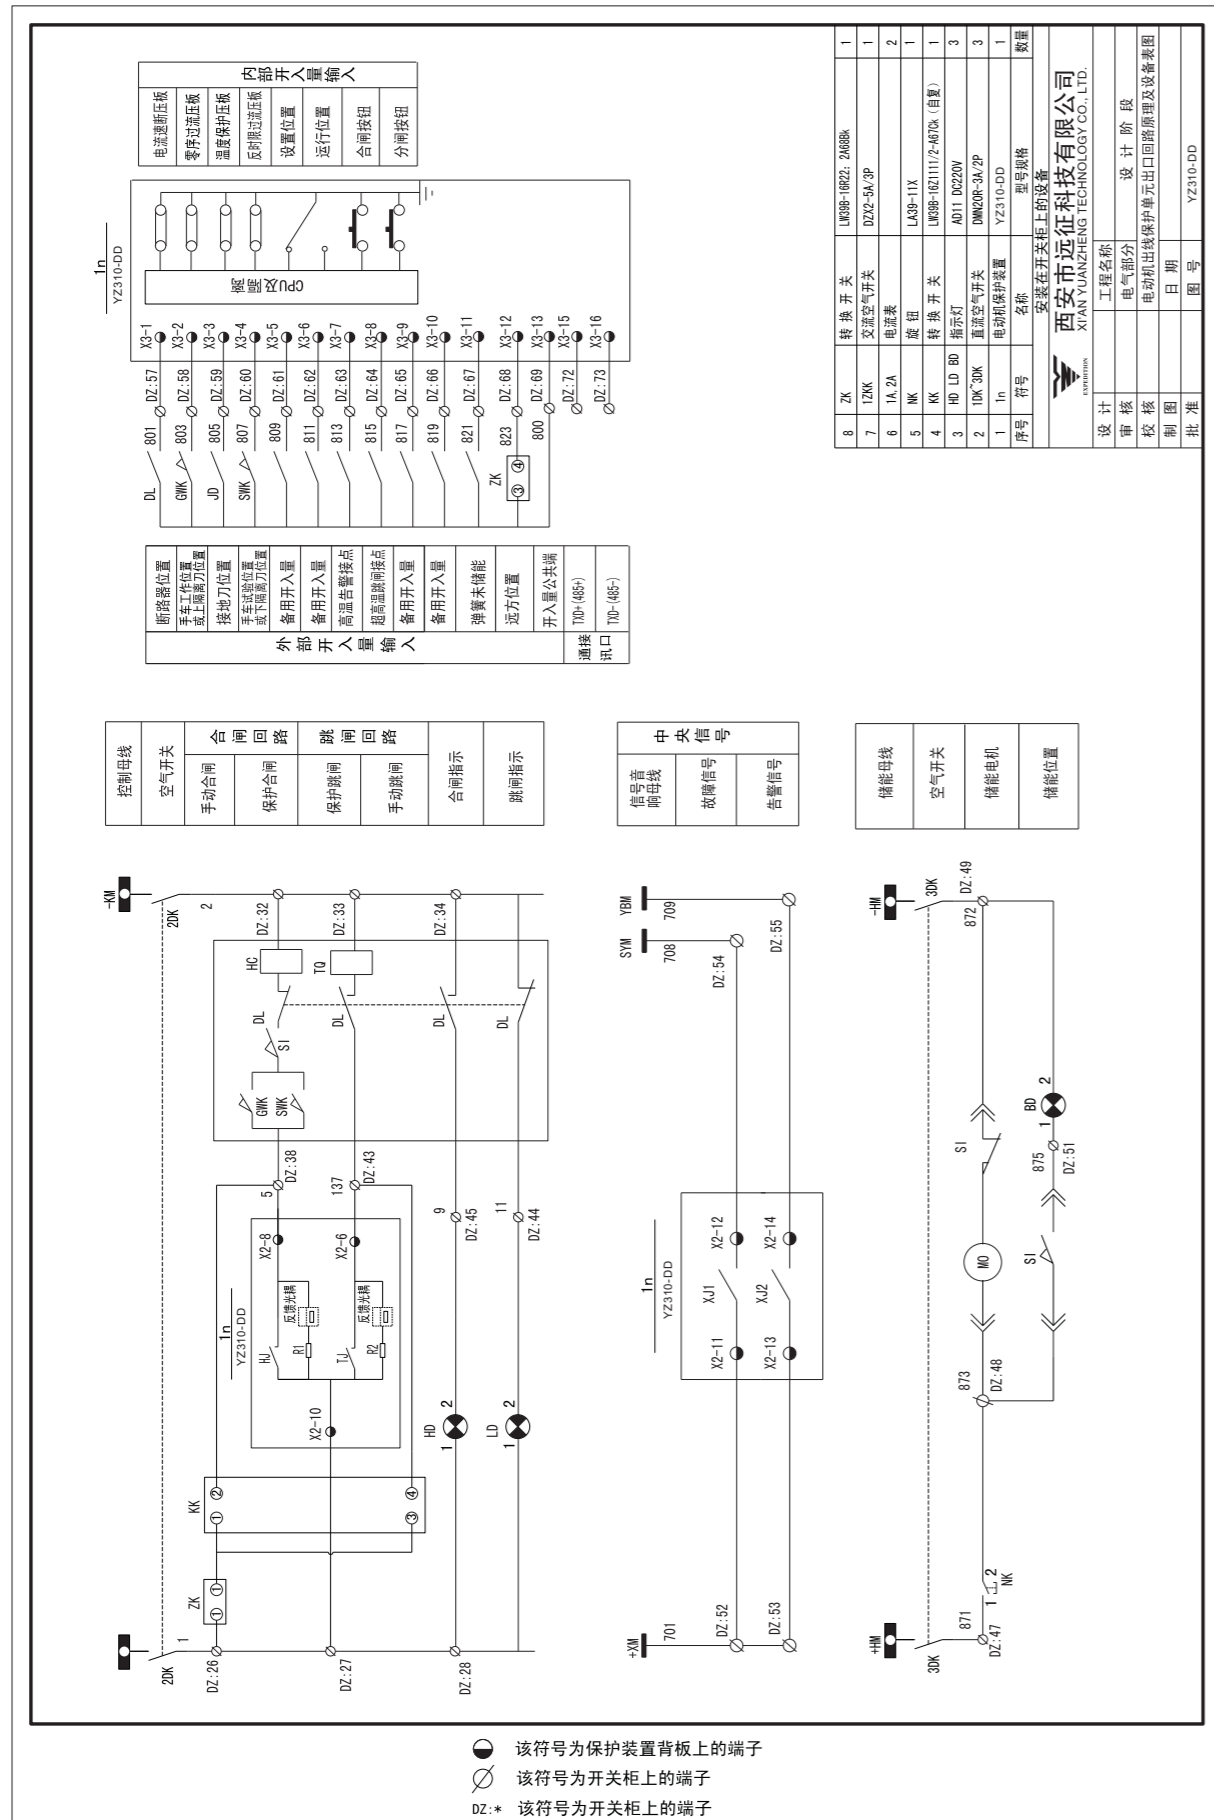 内部开入量输入
电流速断压板
零序过流压板
温度保护压板
反时限过流压板
设置位置
运行位置
合闸按钮
分闸按钮
1n
YZ310-DD
CPU及隔离
X3-1
X3-2
X3-3
X3-4
X3-5
X3-6
X3-7
X3-8
X3-9
X3-10
X3-11
X3-12
X3-13
X3-15
X3-16
DZ:57
DZ:58
DZ:59
DZ:60
DZ:61
DZ:62
DZ:63
DZ:64
DZ:65
DZ:66
DZ:67
DZ:68
DZ:69
DZ:72
DZ:73
801
803
805
807
809
811
813
815
817
819
821
823
800
DL
GWK
JD
SWK
ZK
③ ④
断路器位置
手车工作位置
或上隔离刀位置
接地刀位置
手车试验位置
或下隔离刀位置
备用开入量
备用开入量
高温告警接点
超高温跳闸接点
备用开入量
备用开入量
弹簧未储能
远方位置
开入量公共端
TXD+(485+)
TXD-(485-)
外部开入量输入
通接
讯口
8 ZK 转换开关 LW39B-16R22: 2A68Bk 1
7 1ZKK 交流空气开关 DZX2-5A/3P 1
6 1A,2A 电流表 2
5 NK 旋钮 LA39-11X 1
4 KK 转换开关 LW39B-16Z1111/2-A67Ck（自复） 1
3 HD LD BD 指示灯 AD11 DC220V 3
2 1DK~3DK 直流空气开关 DMN20R-3A/2P 3
1 1n 电动机保护装置 YZ310-DD 1
序号 符号 名称 型号规格 数量
安装在开关柜上的设备
EXPEDITION
西安市远征科技有限公司
XI'AN YUANZHENG TECHNOLOGY CO., LTD.
设计 工程名称
审核 电气部分 设计阶段
校核 电动机出线保护单元出口回路原理及设备表图
制图 日期
批准 图号 YZ310-DD
控制母线
空气开关
合闸回路
手动合闸
保护合闸
跳闸回路
保护跳闸
手动跳闸
合闸指示
跳闸指示
-KM
2DK
2
DZ:32
DZ:33
DZ:34
HC
TQ
DL
DL
DL
DL
SI
GWK
SWK
5
DZ:38
137
DZ:43
9
DZ:45
11
DZ:44
1n
YZ310-DD
X2-8
X2-6
反馈光耦
反馈光耦
HJ
R1
TJ
R2
X2-10
HD
1
2
LD
1
2
KK
① ②
③ ④
ZK
① ①
2DK
1
DZ:26
DZ:27
DZ:28
中央信号
信号音
响母线
故障信号
告警信号
SYM
YBM
708
709
DZ:54
DZ:55
1n
YZ310-DD
X2-12
X2-14
XJ1
XJ2
X2-11
X2-13
+XM
701
DZ:52
DZ:53
储能母线
空气开关
储能电机
储能位置
-HM
3DK
872
DZ:49
SI
BD
1
2
875
DZ:51
MO
SI
873
DZ:48
1
2
NK
+HM
3DK
871
DZ:47
该符号为保护装置背板上的端子
该符号为开关柜上的端子
DZ:* 该符号为开关柜上的端子